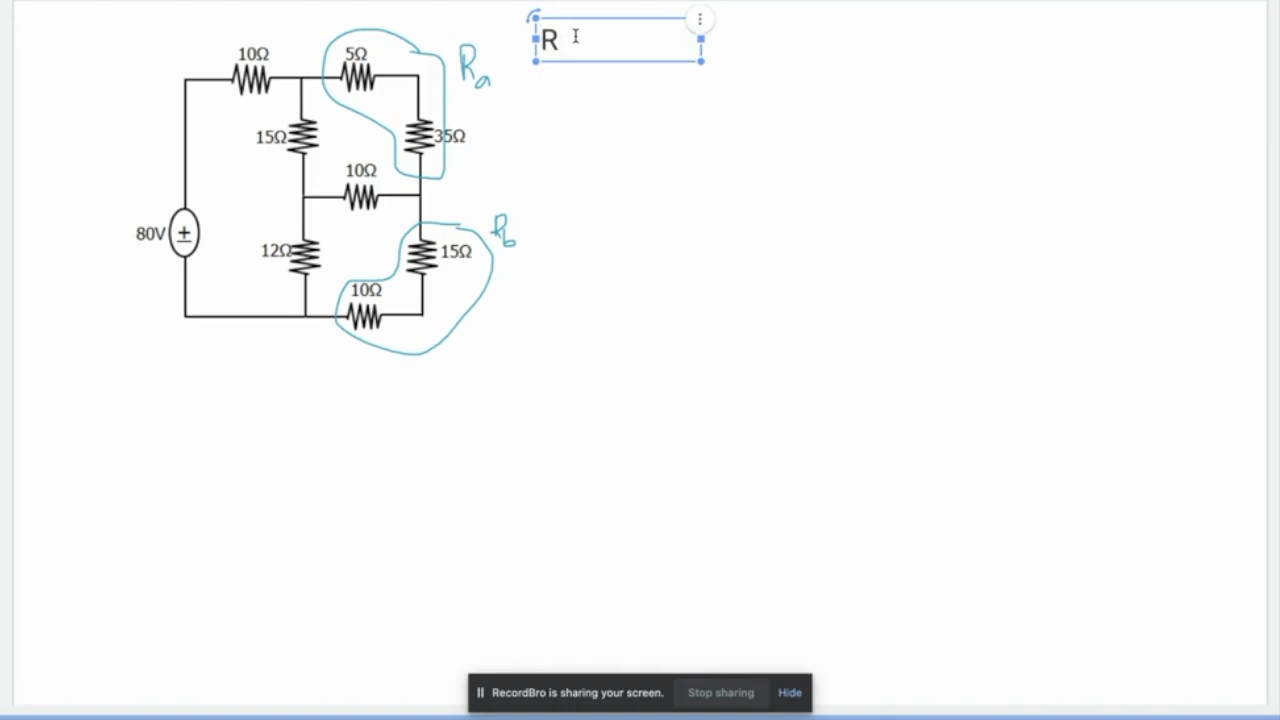 R
10Ω
5Ω
Ra
15Ω
35Ω
10Ω
80V
12Ω
15Ω
Rb
10Ω
RecordBro is sharing your screen.
Stop sharing
Hide